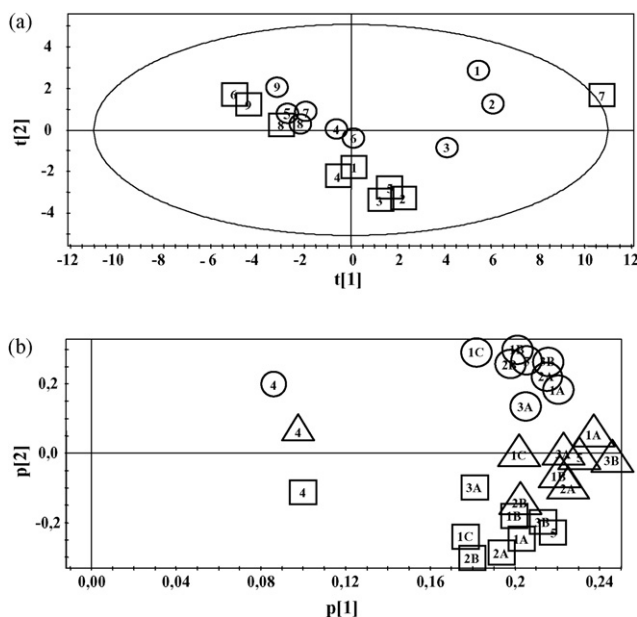 (a)
4
2
0
-2
-4
t[2]
1
7
9
6
2
9
5
7
8
8
4
6
3
1
4
3
2
-12
-10
-8
-6
-4
-2
0
2
4
6
8
10
12
t[1]
(b)
0,2
0,0
-0,2
p[2]
1C
1B
2B
3B
2A
1A
4
3A
4
1A
1C
3A
5
3B
1B
2A
3A
4
2B
1B
3B
5
1C
1A
2A
2B
0,00
0,04
0,08
0,12
0,16
0,2
0,24
p[1]